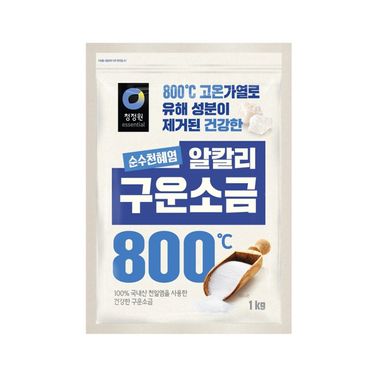 800℃ 고온가열로
유해 성분이
제거된 건강한
청정원
essential
순수천혜염
알칼리
구운소금
800℃
100% 국내산 천일염을 사용한
건강한 구운소금
1kg